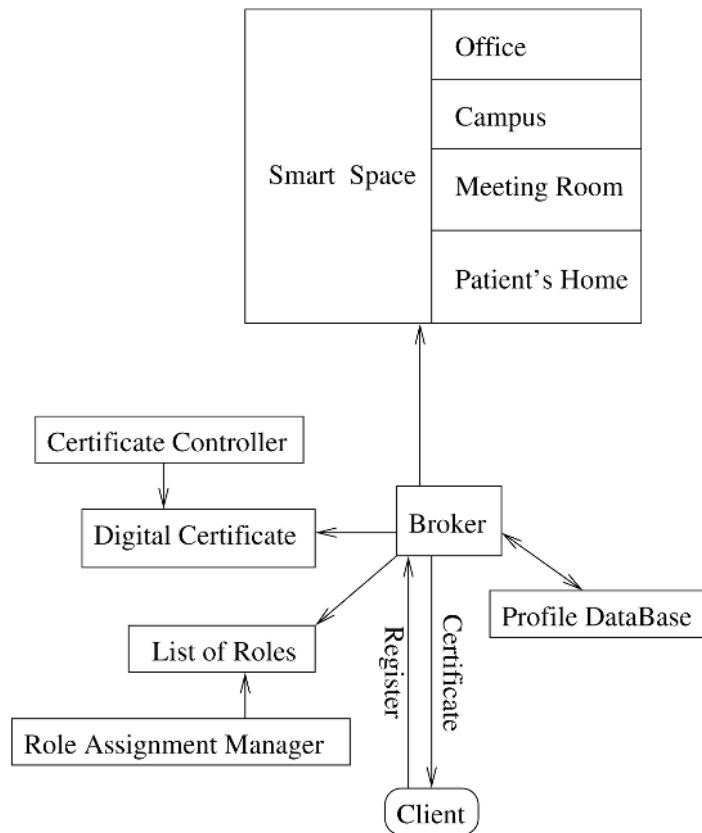 Office
Campus
Smart Space
Meeting Room
Patient's Home
Certificate Controller
Digital Certificate
Broker
Profile DataBase
List of Roles
Register
Certificate
Role Assignment Manager
Client